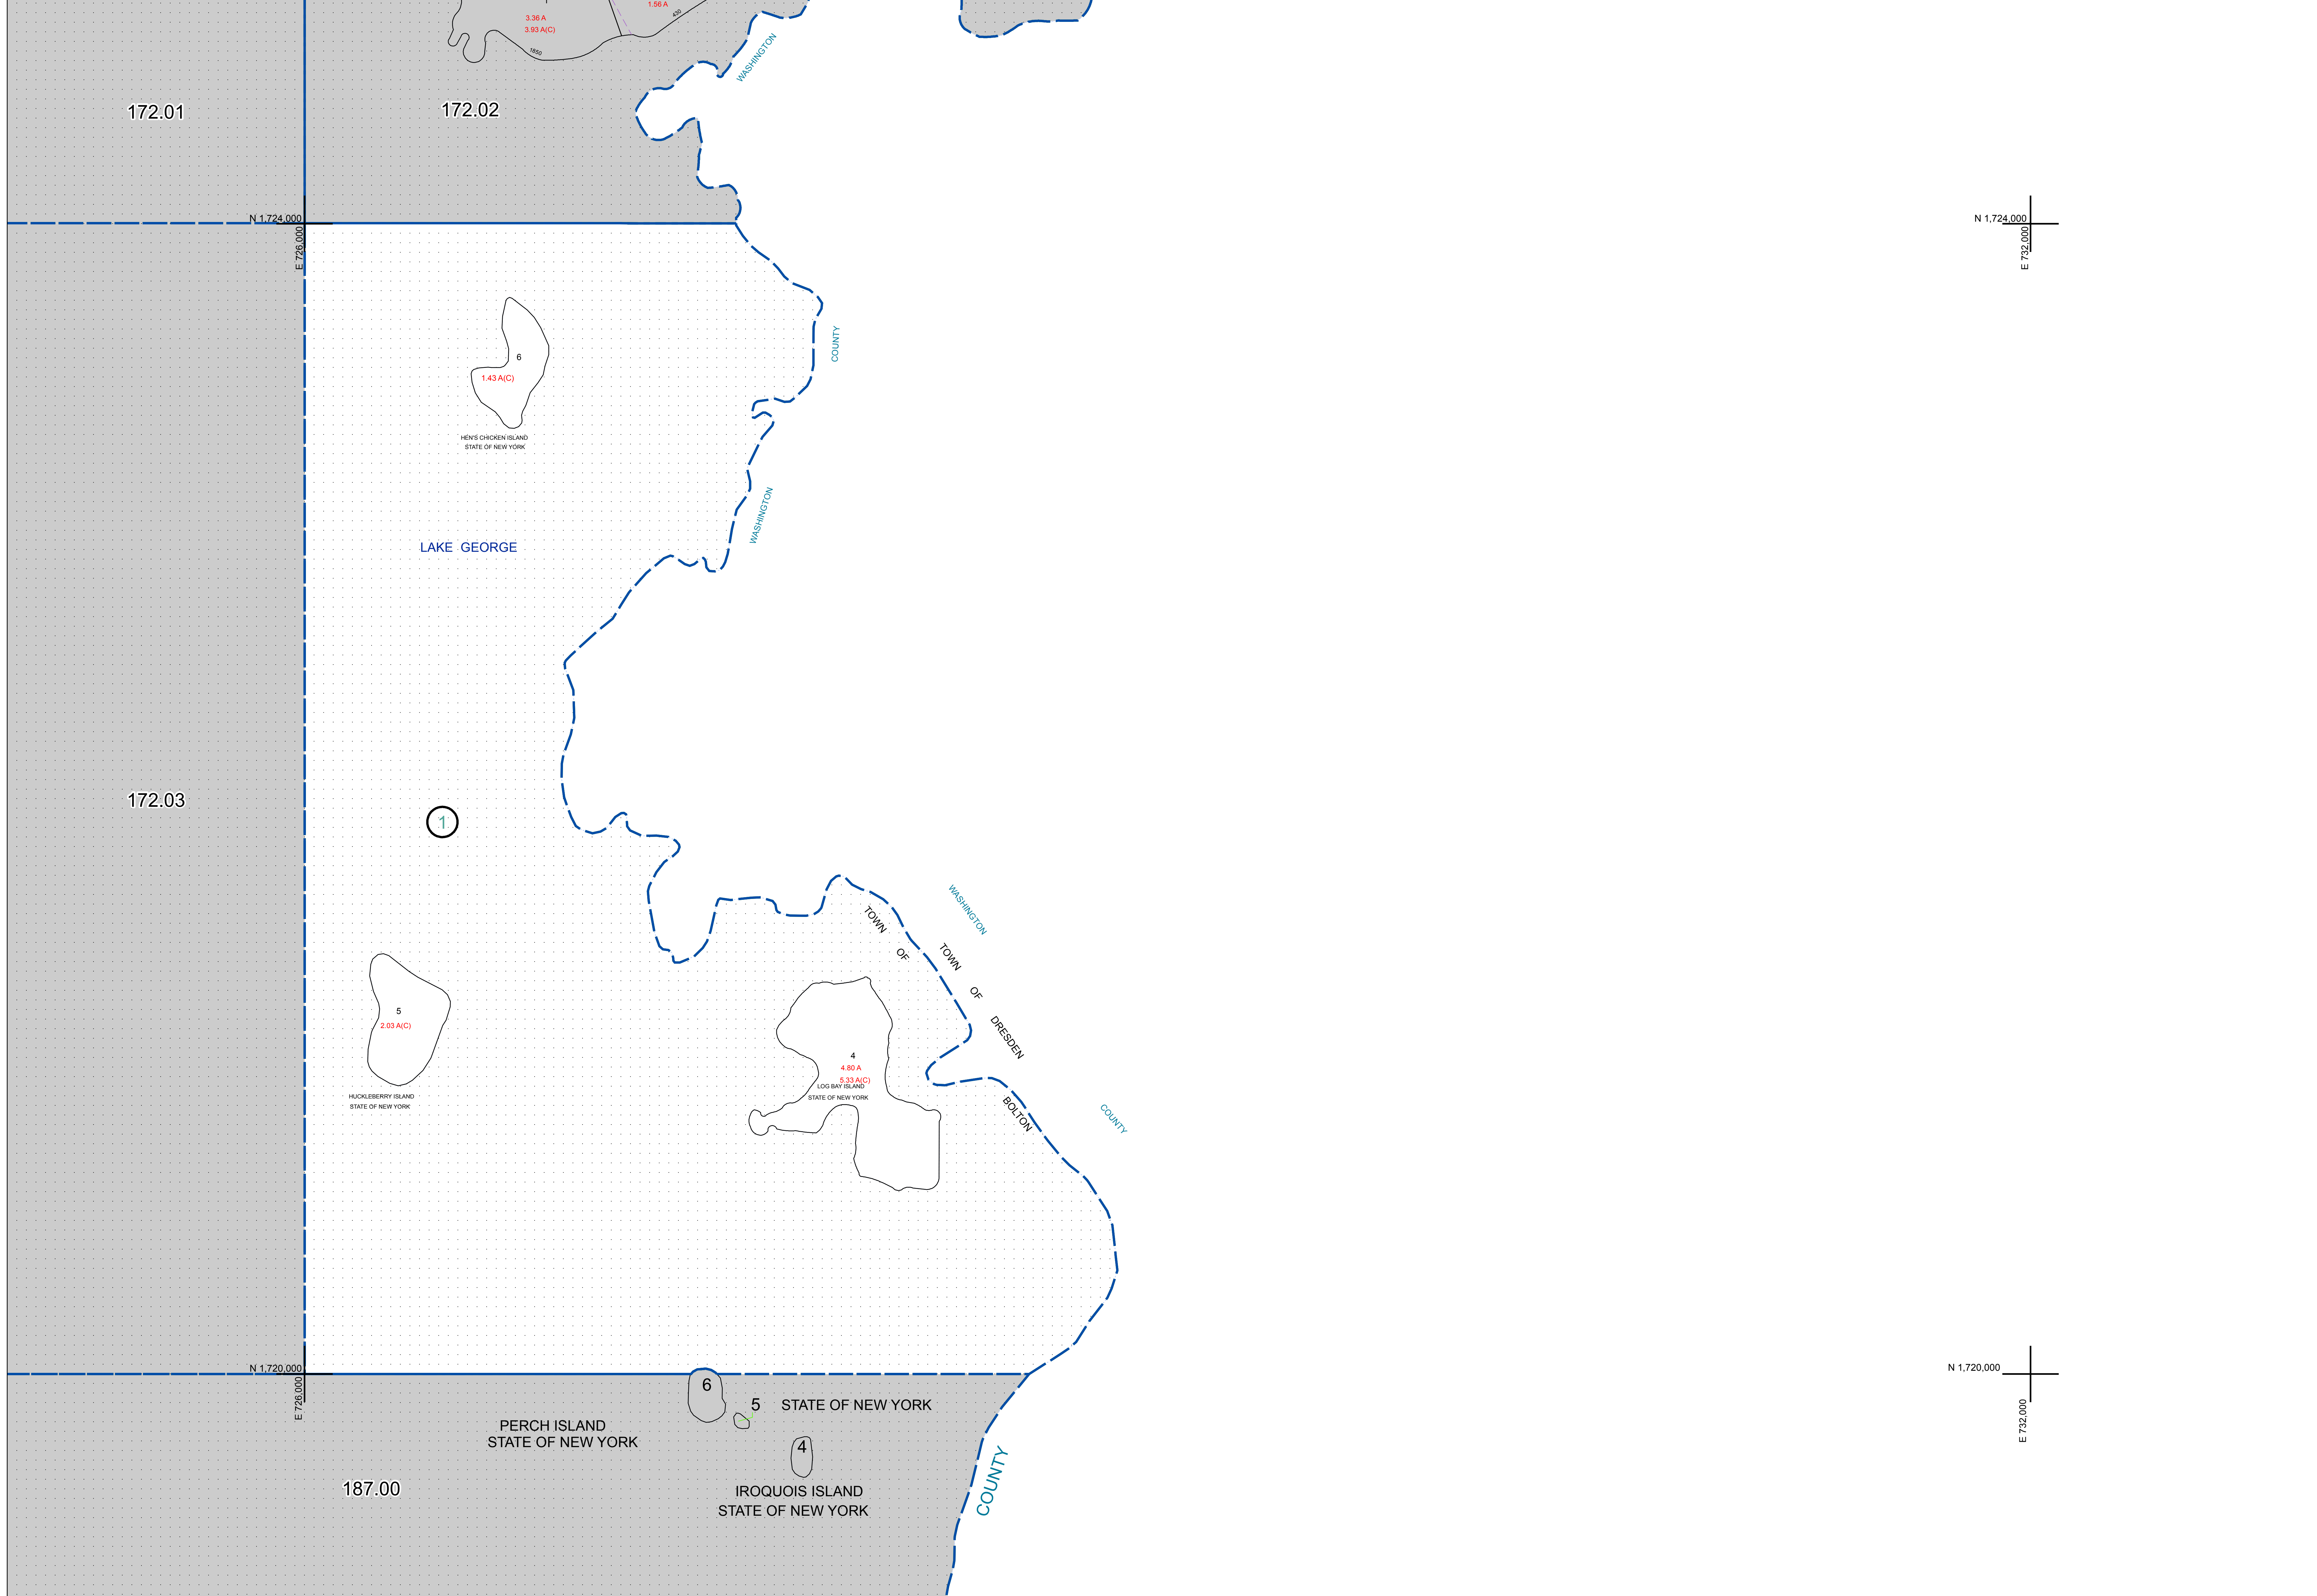 3.36 A
3.93 A(C)
1850
1.56 A
430
WASHINGTON
172.01
172.02
N 1,724,000
E 726,000
N 1,724,000
E 732,000
COUNTY
6
1.43 A(C)
HEN'S CHICKEN ISLAND
STATE OF NEW YORK
WASHINGTON
LAKE GEORGE
172.03
1
WASHINGTON
TOWN OF BOLTON
TOWN OF DRESDEN
COUNTY
5
2.03 A(C)
HUCKLEBERRY ISLAND
STATE OF NEW YORK
4
4.80 A
5.33 A(C)
LOG BAY ISLAND
STATE OF NEW YORK
N 1,720,000
E 726,000
N 1,720,000
E 732,000
6
5
STATE OF NEW YORK
PERCH ISLAND
STATE OF NEW YORK
4
IROQUOIS ISLAND
STATE OF NEW YORK
187.00
COUNTY